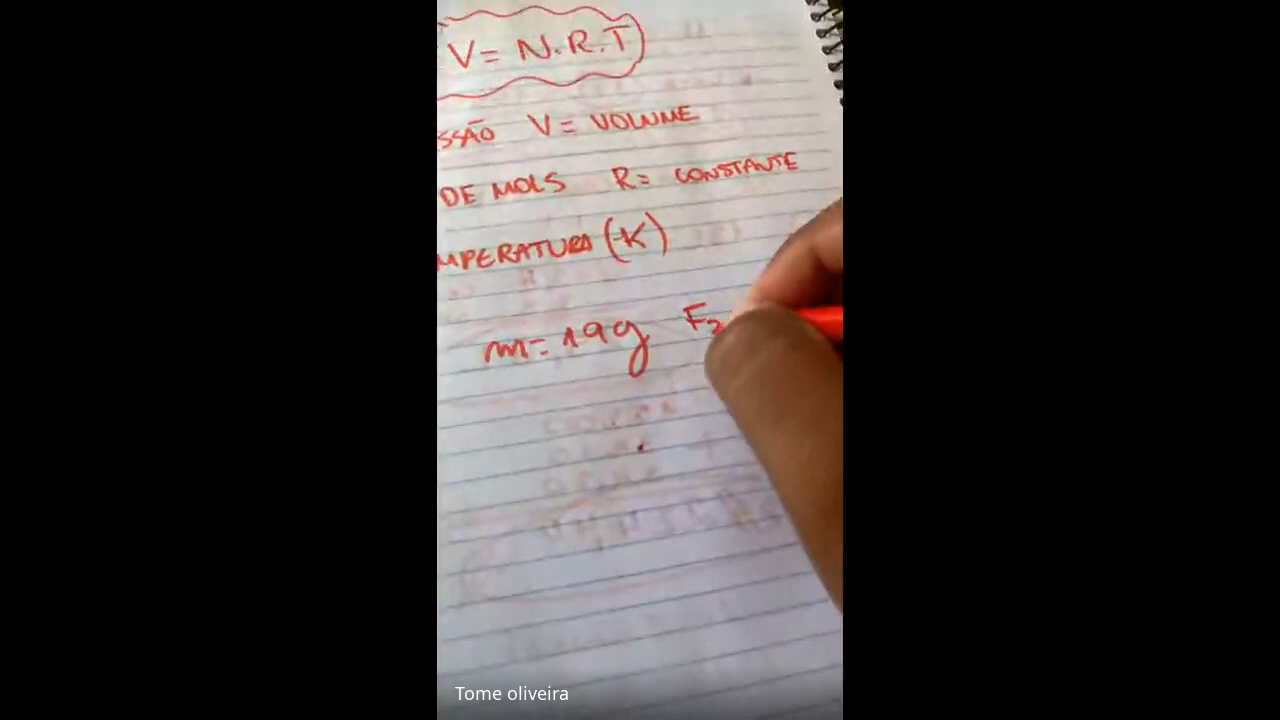 V= N.R.T
SSÃO V= VOLUME
DE MOLS R= CONSTANTE
MPERATURA (K)
m= 19g F2
Tome oliveira